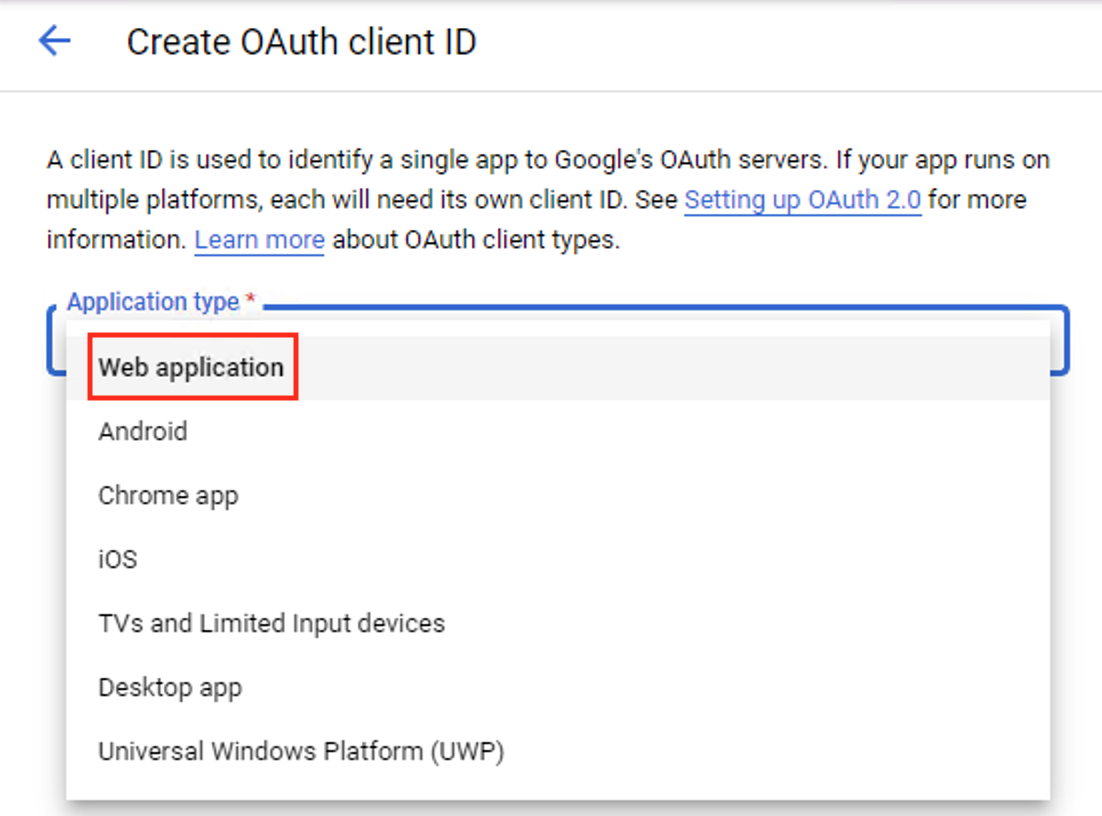 Create OAuth client ID
A client ID is used to identify a single app to Google's OAuth servers. If your app runs on
multiple platforms, each will need its own client ID. See Setting up OAuth 2.0 for more
information. Learn more about OAuth client types.
Application type *
Web application
Android
Chrome app
iOS
TVs and Limited Input devices
Desktop app
Universal Windows Platform (UWP)